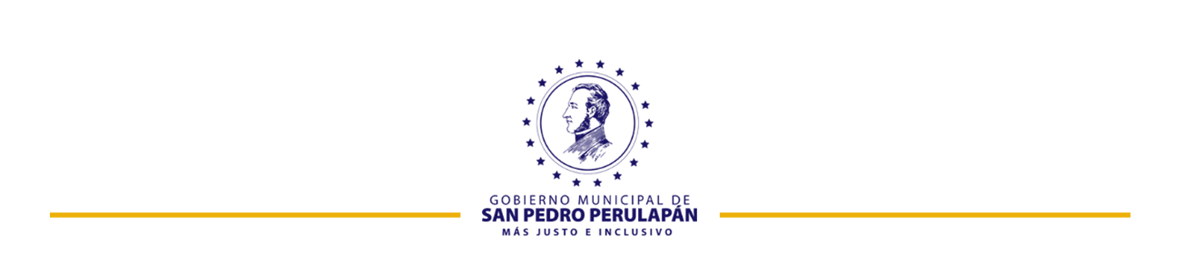 GOBIERNO MUNICIPAL DE
SAN PEDRO PERULAPÁN
MÁS JUSTO E INCLUSIVO